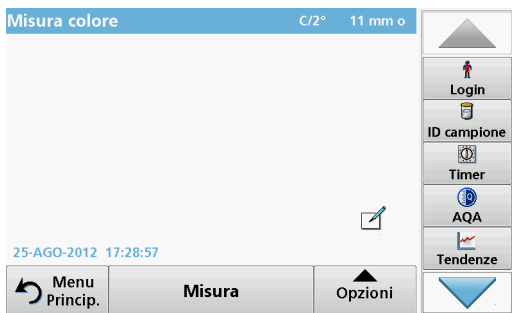 Misura colore C/2° 11 mm o
Login
ID campione
Timer
AQA
Tendenze
25-AGO-2012 17:28:57
Menu
Princip.
Misura
Opzioni